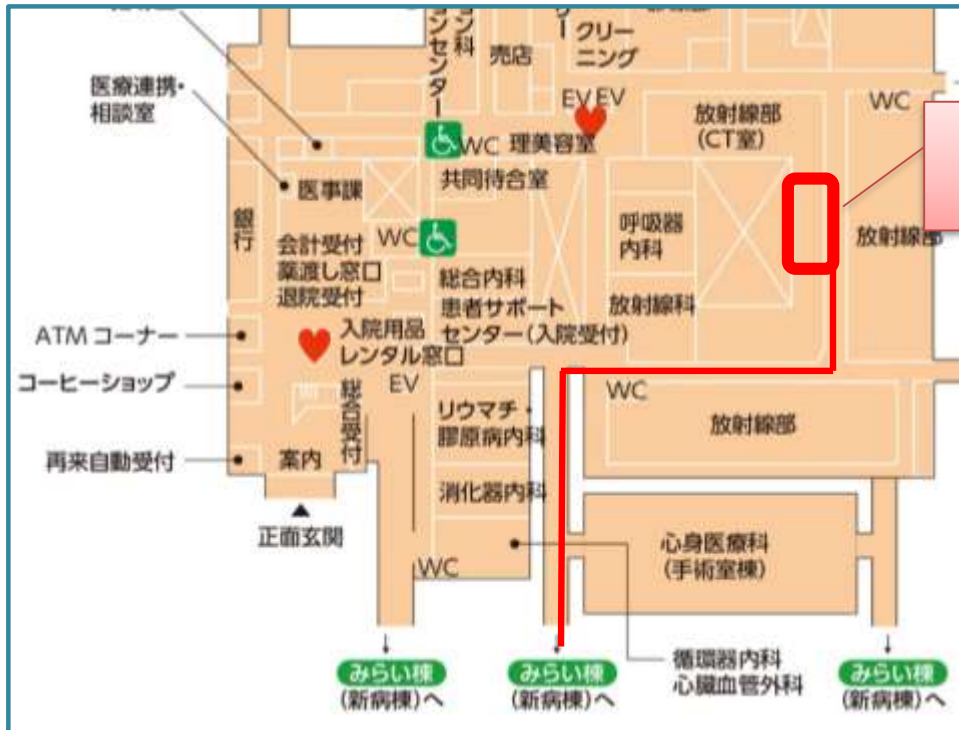 ョンセンター
ョン科
売店
クリー
ニング
医療連携・
相談室
EV EV
WC
放射線部
(CT室)
WC 理美容室
共同待合室
医事課
銀行
会計受付
薬渡し窓口
退院受付
WC
総合内科
患者サポート
センター(入院受付)
呼吸器
内科
放射線科
放射線部
ATMコーナー
入院用品
レンタル窓口
コーヒーショップ
総合受付
EV
WC
リウマチ・
膠原病内科
放射線部
再来自動受付
案内
消化器内科
正面玄関
心身医療科
(手術室棟)
WC
循環器内科
心臓血管外科
みらい棟
(新病棟)へ
みらい棟
(新病棟)へ
みらい棟
(新病棟)へ